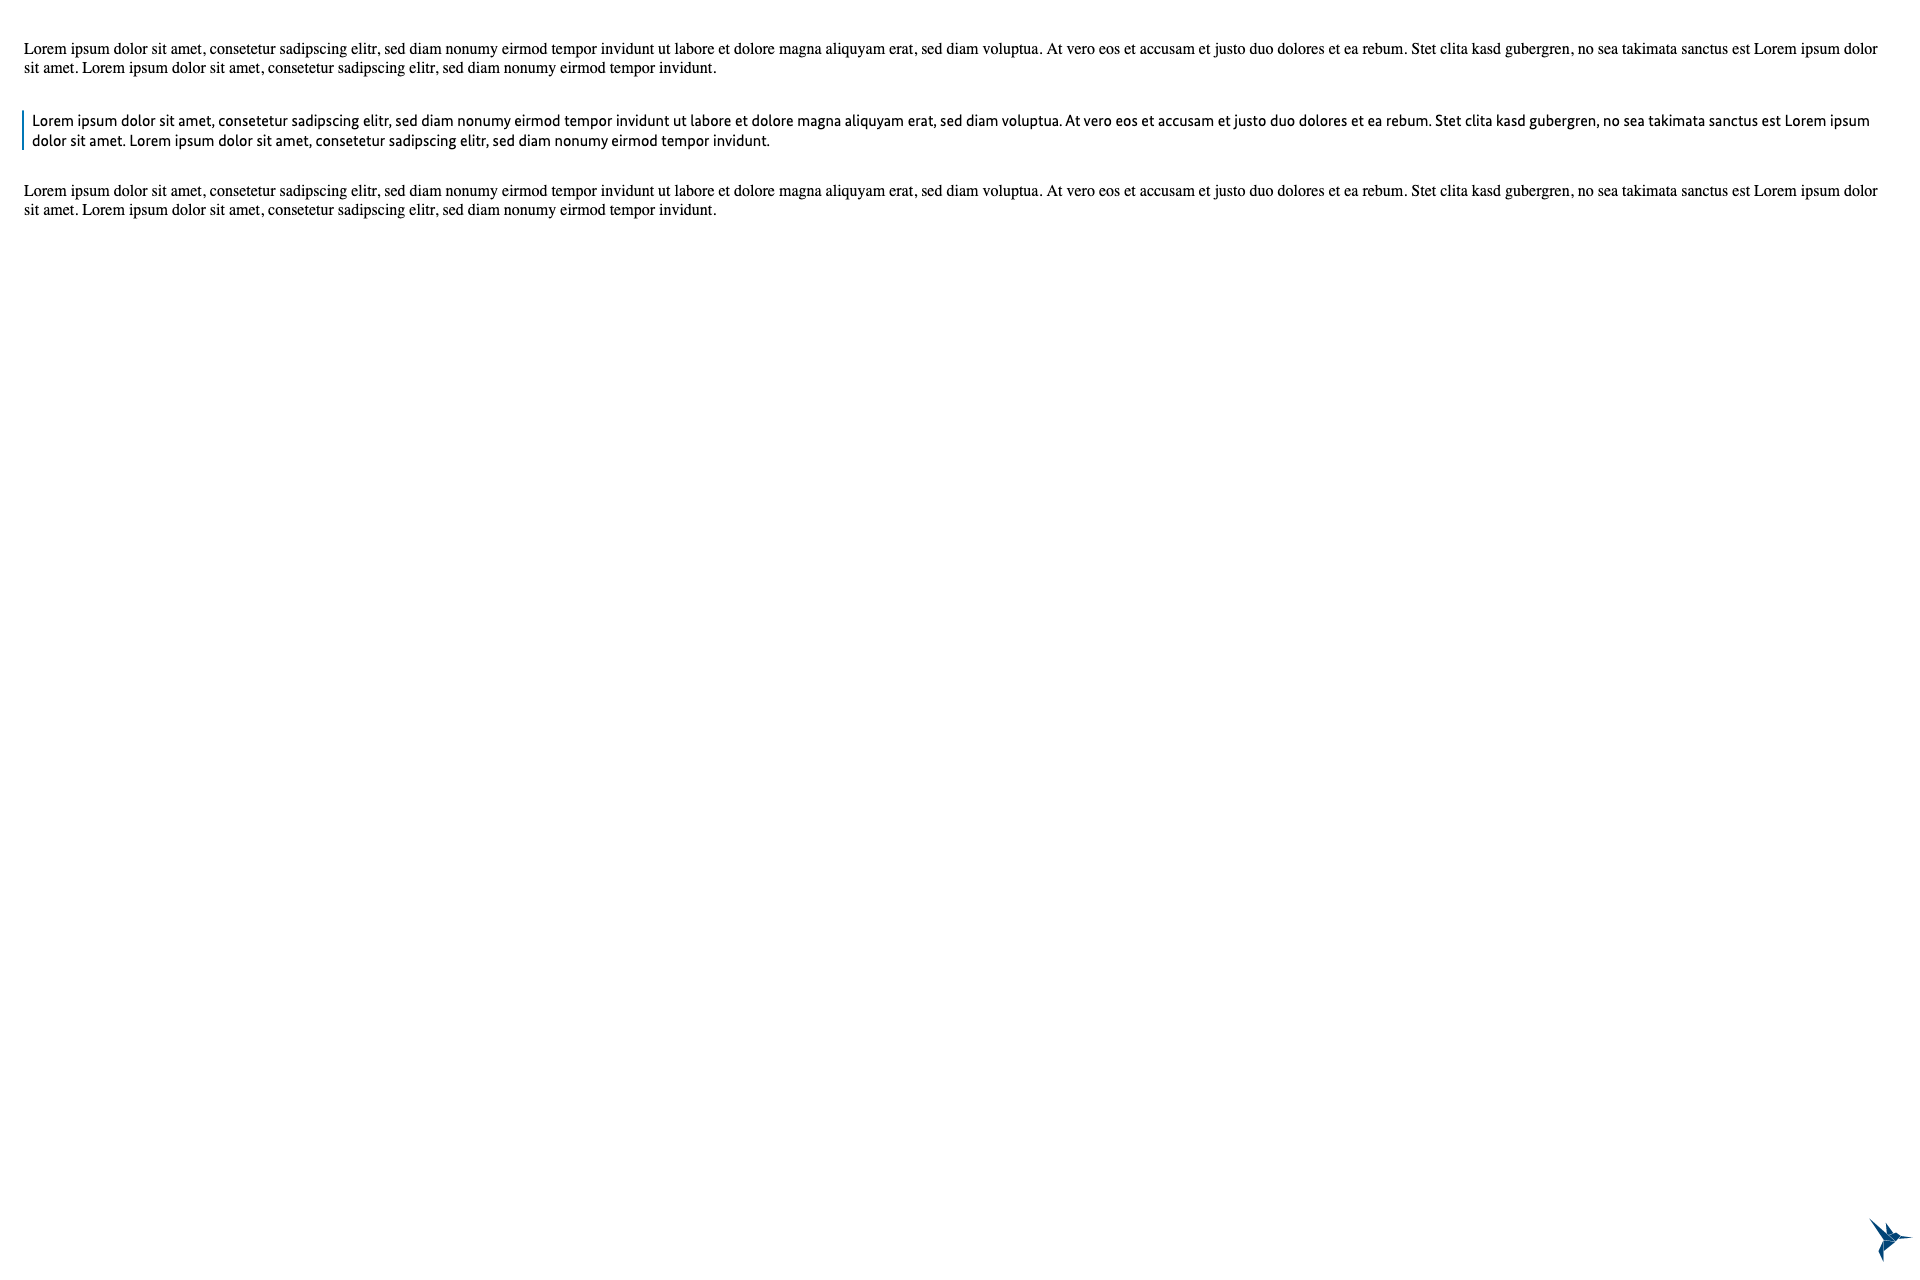 Lorem ipsum dolor sit amet, consetetur sadipscing elitr, sed diam nonumy eirmod tempor invidunt ut labore et dolore magna aliquyam erat, sed diam voluptua. At vero eos et accusam et justo duo dolores et ea rebum. Stet clita kasd gubergren, no sea takimata sanctus est Lorem ipsum dolor
sit amet. Lorem ipsum dolor sit amet, consetetur sadipscing elitr, sed diam nonumy eirmod tempor invidunt.
Lorem ipsum dolor sit amet, consetetur sadipscing elitr, sed diam nonumy eirmod tempor invidunt ut labore et dolore magna aliquyam erat, sed diam voluptua. At vero eos et accusam et justo duo dolores et ea rebum. Stet clita kasd gubergren, no sea takimata sanctus est Lorem ipsum
dolor sit amet. Lorem ipsum dolor sit amet, consetetur sadipscing elitr, sed diam nonumy eirmod tempor invidunt.
Lorem ipsum dolor sit amet, consetetur sadipscing elitr, sed diam nonumy eirmod tempor invidunt ut labore et dolore magna aliquyam erat, sed diam voluptua. At vero eos et accusam et justo duo dolores et ea rebum. Stet clita kasd gubergren, no sea takimata sanctus est Lorem ipsum dolor
sit amet. Lorem ipsum dolor sit amet, consetetur sadipscing elitr, sed diam nonumy eirmod tempor invidunt.